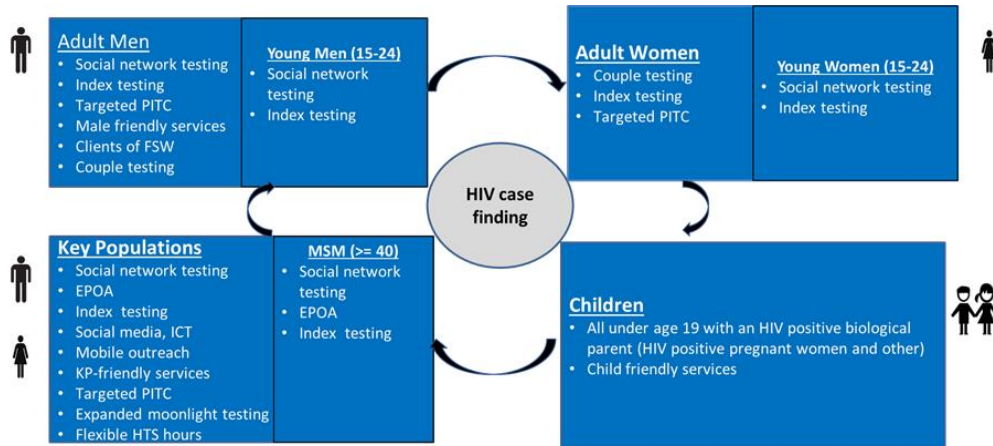 Adult Men
• Social network testing
• Index testing
• Targeted PITC
• Male friendly services
• Clients of FSW
• Couple testing
Young Men (15-24)
• Social network
testing
• Index testing
Adult Women
• Couple testing
• Index testing
• Targeted PITC
Young Women (15-24)
• Social network testing
• Index testing
HIV case
finding
Key Populations
• Social network testing
• EPOA
• Index testing
• Social media, ICT
• Mobile outreach
• KP-friendly services
• Targeted PITC
• Expanded moonlight testing
• Flexible HTS hours
MSM (>= 40)
• Social network
testing
• EPOA
• Index testing
Children
• All under age 19 with an HIV positive biological
parent (HIV positive pregnant women and other)
• Child friendly services